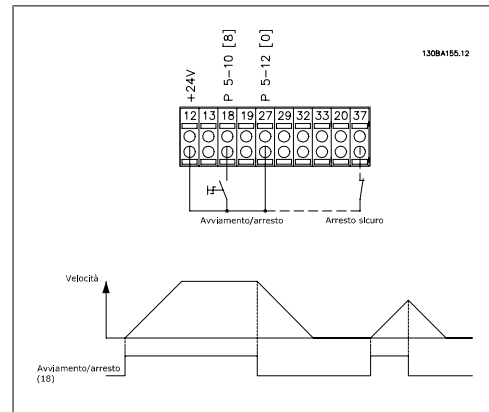 130BA155.12
+24V
P 5-10 [8]
P 5-12 [0]
12 13 18 19 27 29 32 33 20 37
Avviamento/arresto
Arresto sicuro
Velocità
Avviamento/arresto
(18)